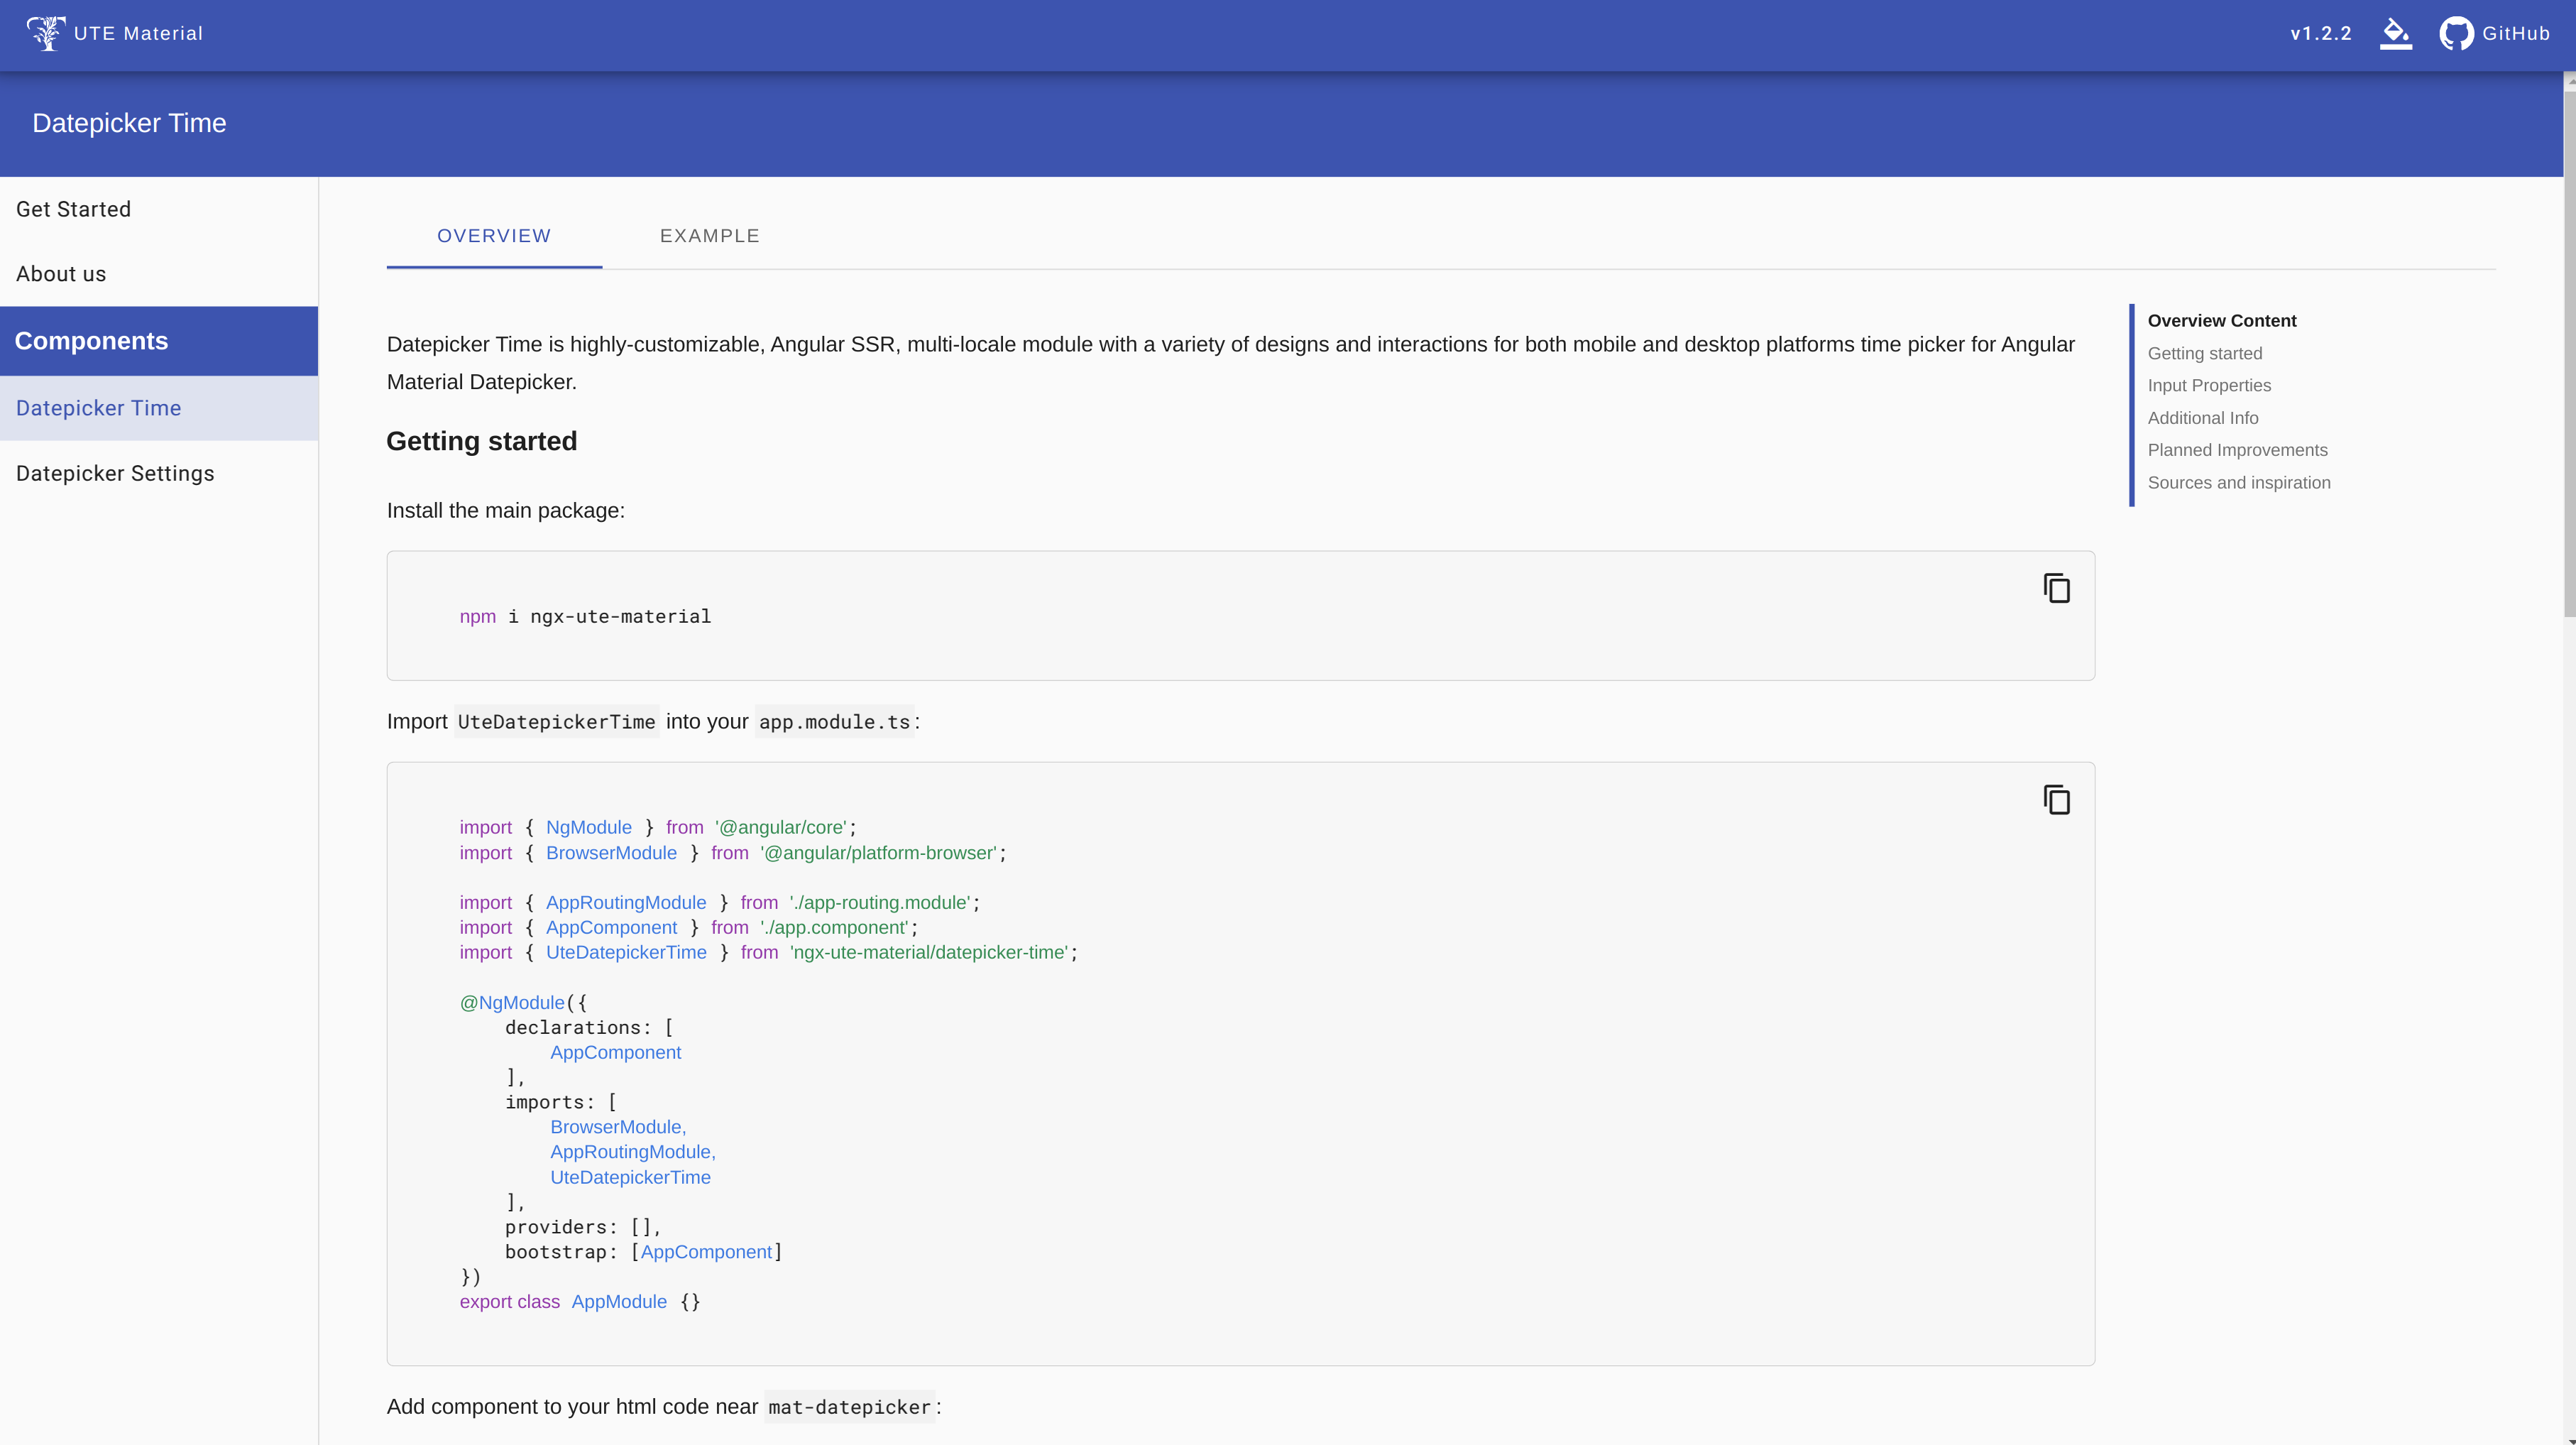 UTE Material
v1.2.2
GitHub
Datepicker Time
Get Started
About us
Components
Datepicker Time
Datepicker Settings
OVERVIEW
EXAMPLE
Datepicker Time is highly-customizable, Angular SSR, multi-locale module with a variety of designs and interactions for both mobile and desktop platforms time picker for Angular
Material Datepicker.
Getting started
Install the main package:
npm i ngx-ute-material
Import UteDatepickerTime into your app.module.ts:
import { NgModule } from '@angular/core';
import { BrowserModule } from '@angular/platform-browser';
import { AppRoutingModule } from './app-routing.module';
import { AppComponent } from './app.component';
import { UteDatepickerTime } from 'ngx-ute-material/datepicker-time';
@NgModule({
declarations: [
AppComponent
],
imports: [
BrowserModule,
AppRoutingModule,
UteDatepickerTime
],
providers: [],
bootstrap: [AppComponent]
})
export class AppModule {}
Add component to your html code near mat-datepicker:
Overview Content
Getting started
Input Properties
Additional Info
Planned Improvements
Sources and inspiration